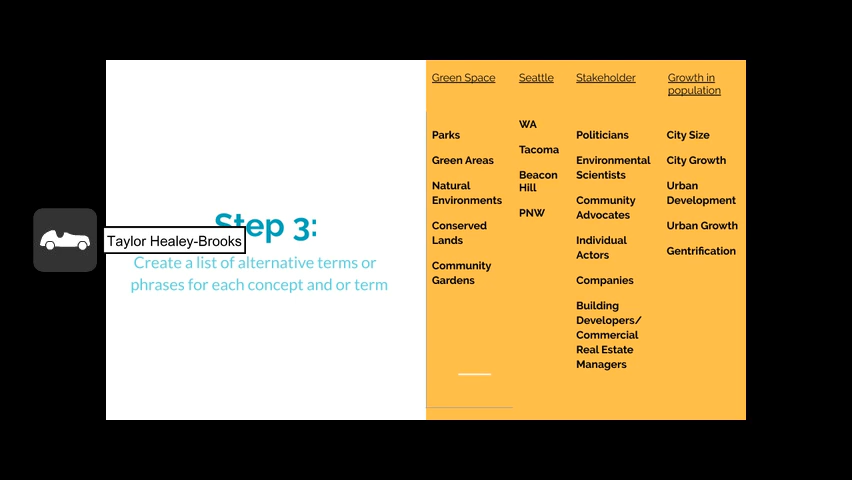 Step 3:
Taylor Healey-Brooks
Create a list of alternative terms or
phrases for each concept and or term
Green Space
Parks
Green Areas
Natural
Environments
Conserved
Lands
Community
Gardens
Seattle
WA
Tacoma
Beacon
Hill
PNW
Stakeholder
Politicians
Environmental
Scientists
Community
Advocates
Individual
Actors
Companies
Building
Developers/
Commercial
Real Estate
Managers
Growth in
population
City Size
City Growth
Urban
Development
Urban Growth
Gentrification